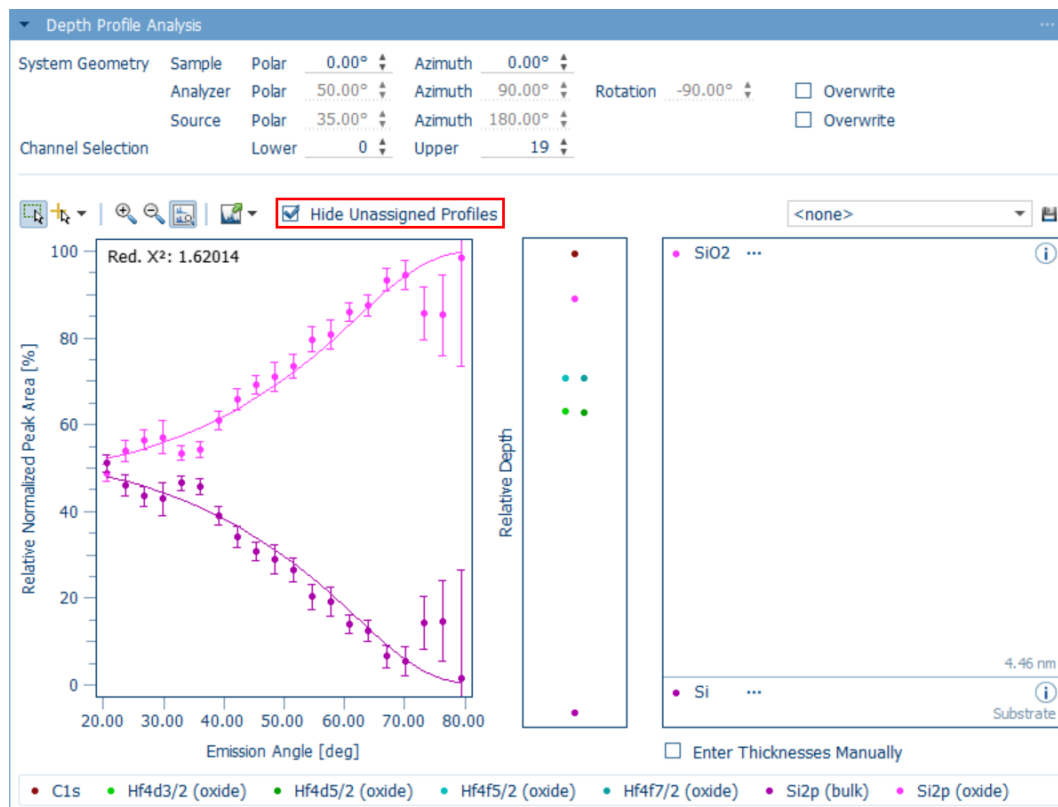 Depth Profile Analysis
System Geometry Sample Polar 0.00° Azimuth 0.00°
Analyzer Polar 50.00° Azimuth 90.00° Rotation -90.00° Overwrite
Source Polar 35.00° Azimuth 180.00° Overwrite
Channel Selection Lower 0 Upper 19
Hide Unassigned Profiles <none>
Red. X²: 1.62014
100
80
60
40
20
0
Relative Normalized Peak Area [%]
20.00 30.00 40.00 50.00 60.00 70.00 80.00
Emission Angle [deg]
Relative Depth
SiO2 ···
4.46 nm
Si ···
Substrate
Enter Thicknesses Manually
C1s Hf4d3/2 (oxide) Hf4d5/2 (oxide) Hf4f5/2 (oxide) Hf4f7/2 (oxide) Si2p (bulk) Si2p (oxide)